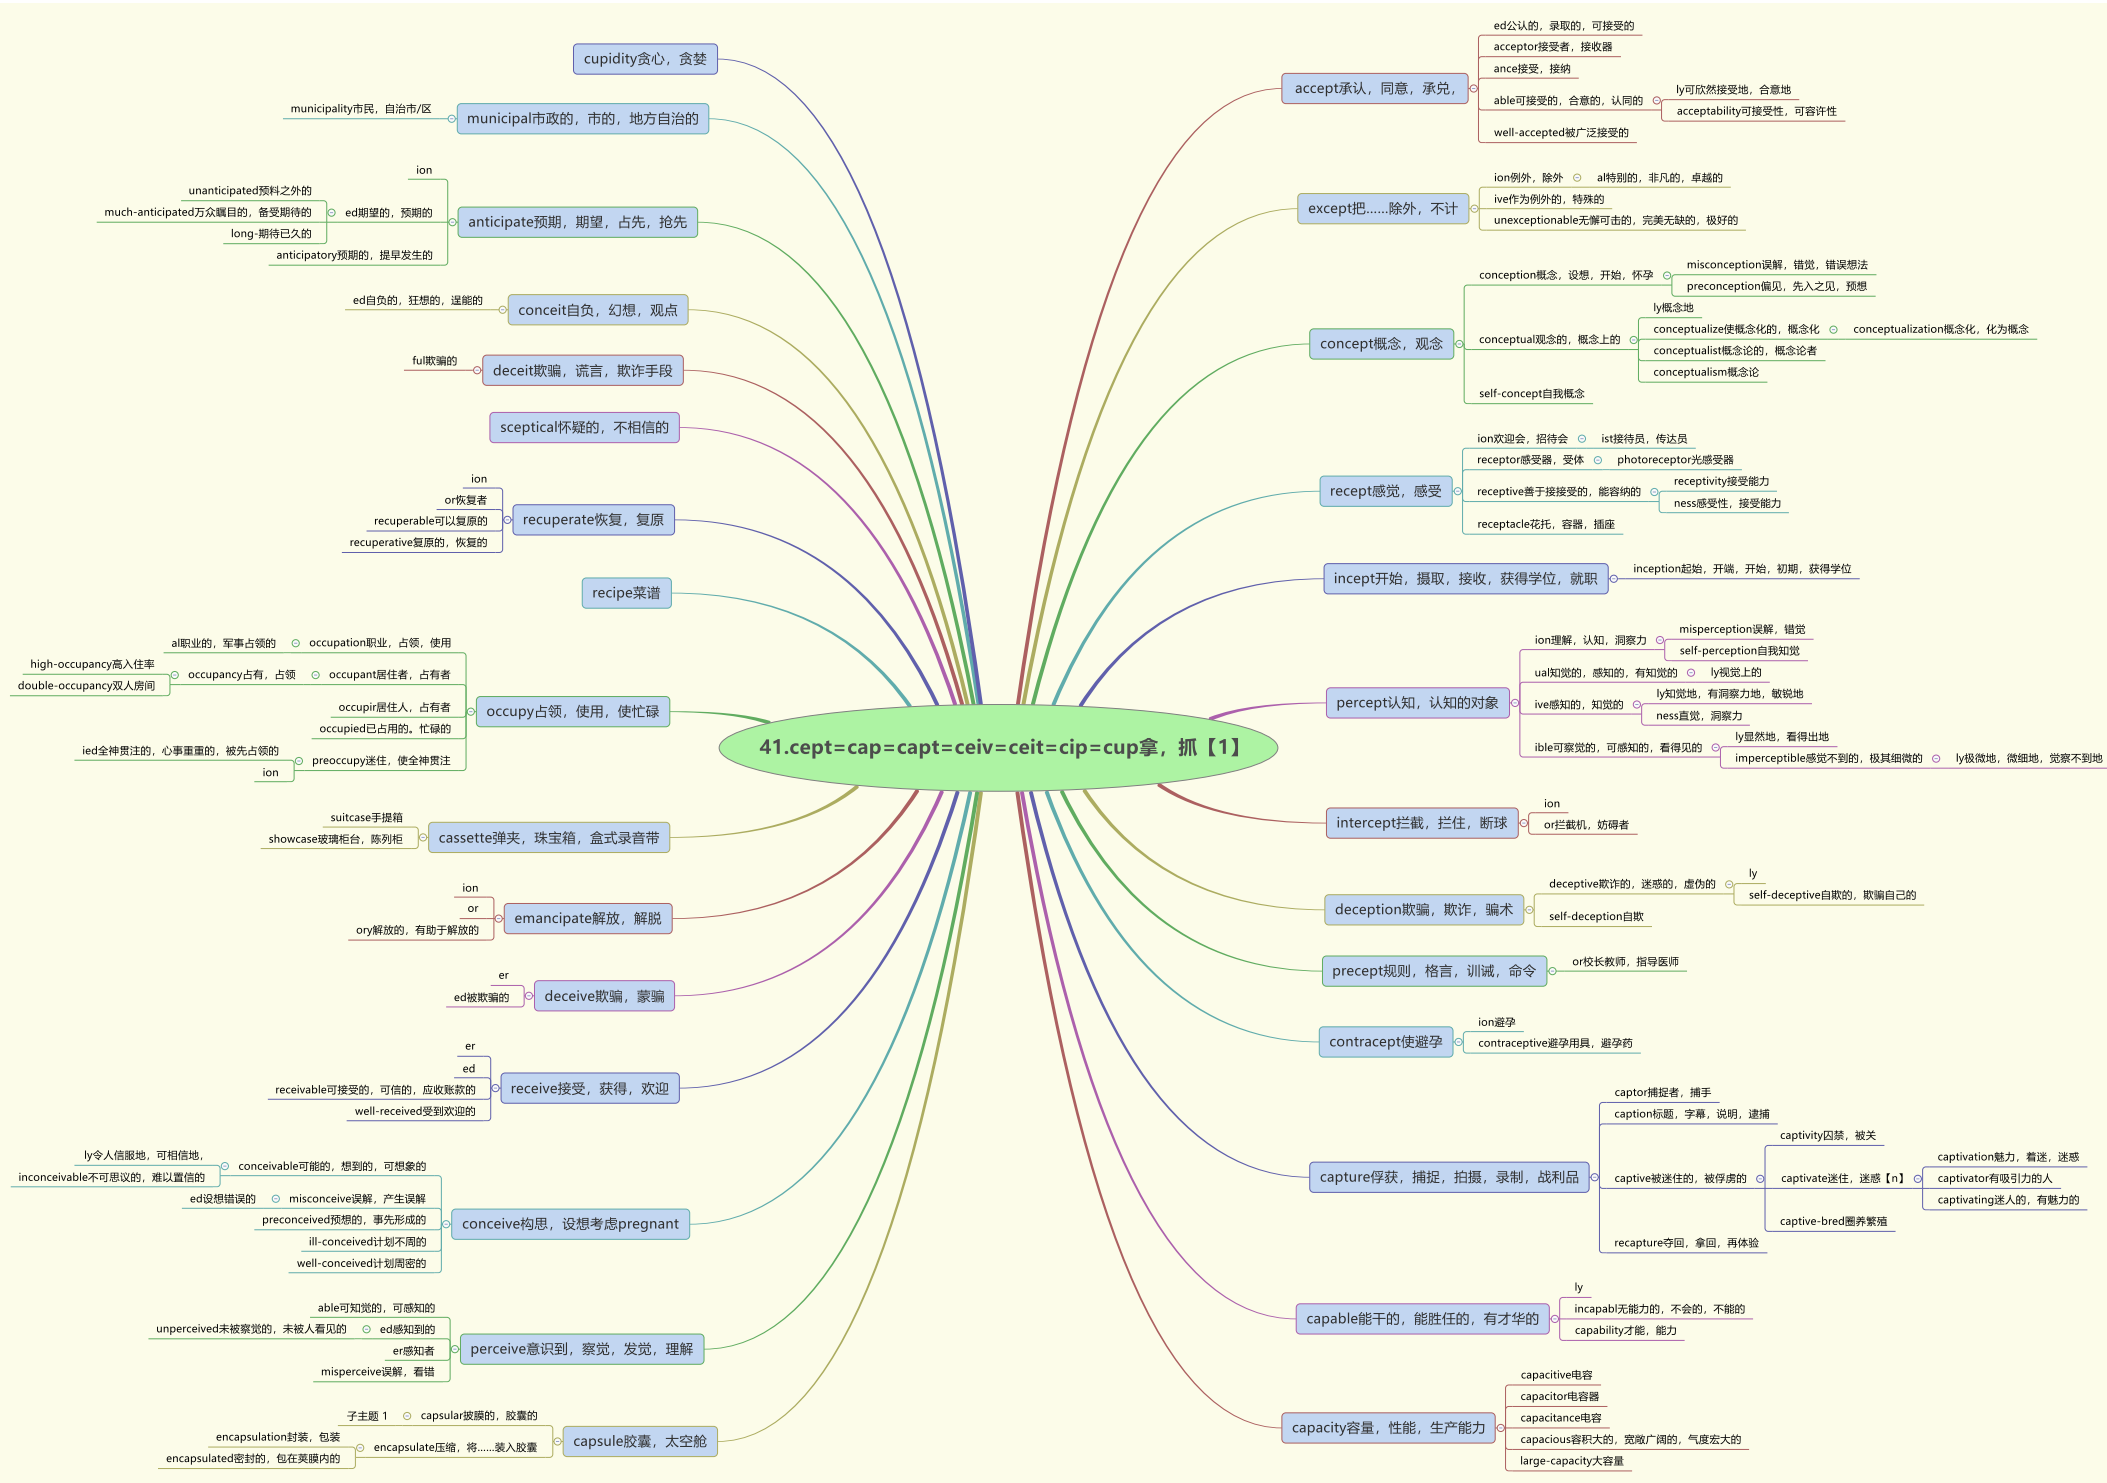 41.cept=cap=capt=ceiv=ceit=cip=cup拿，抓【1】
accept承认，同意，承兑，
ed公认的，录取的，可接受的
acceptor接受者，接收器
ance接受，接纳
able可接受的，合意的，认同的
ly可欣然接受地，合意地
acceptability可接受性，可容许性
well-accepted被广泛接受的
except把……除外，不计
ion例外，除外
al特别的，非凡的，卓越的
ive作为例外的，特殊的
unexceptionable无懈可击的，完美无缺的，极好的
concept概念，观念
conception概念，设想，开始，怀孕
misconception误解，错觉，错误想法
preconception偏见，先入之见，预想
conceptual观念的，概念上的
ly概念地
conceptualize使概念化的，概念化
conceptualization概念化，化为概念
conceptualist概念论的，概念论者
conceptualism概念论
self-concept自我概念
recept感觉，感受
ion欢迎会，招待会
ist接待员，传达员
receptor感受器，受体
photoreceptor光感受器
receptive善于接接受的，能容纳的
receptivity接受能力
ness感受性，接受能力
receptacle花托，容器，插座
incept开始，摄取，接收，获得学位，就职
inception起始，开端，开始，初期，获得学位
percept认知，认知的对象
ion理解，认知，洞察力
misperception误解，错觉
self-perception自我知觉
ual知觉的，感知的，有知觉的
ly视觉上的
ive感知的，知觉的
ly知觉地，有洞察力地，敏锐地
ness直觉，洞察力
ible可察觉的，可感知的，看得见的
ly显然地，看得出地
imperceptible感觉不到的，极其细微的
ly极微地，微细地，觉察不到地
intercept拦截，拦住，断球
ion
or拦截机，妨碍者
deception欺骗，欺诈，骗术
deceptive欺诈的，迷惑的，虚伪的
ly
self-deceptive自欺的，欺骗自己的
self-deception自欺
precept规则，格言，训诫，命令
or校长教师，指导医师
contracept使避孕
ion避孕
contraceptive避孕用具，避孕药
capture俘获，捕捉，拍摄，录制，战利品
captor捕捉者，捕手
caption标题，字幕，说明，逮捕
captive被迷住的，被俘虏的
captivity囚禁，被关
captivate迷住，迷惑【n】
captivation魅力，着迷，迷惑
captivator有吸引力的人
captivating迷人的，有魅力的
captive-bred圈养繁殖
recapture夺回，拿回，再体验
capable能干的，能胜任的，有才华的
ly
incapabl无能力的，不会的，不能的
capability才能，能力
capacity容量，性能，生产能力
capacitive电容
capacitor电容器
capacitance电容
capacious容积大的，宽敞广阔的，气度宏大的
large-capacity大容量
cupidity贪心，贪婪
municipal市政的，市的，地方自治的
municipality市民，自治市/区
anticipate预期，期望，占先，抢先
ion
ed期望的，预期的
unanticipated预料之外的
much-anticipated万众瞩目的，备受期待的
long-期待已久的
anticipatory预期的，提早发生的
conceit自负，幻想，观点
ed自负的，狂想的，逞能的
deceit欺骗，谎言，欺诈手段
ful欺骗的
sceptical怀疑的，不相信的
recuperate恢复，复原
ion
or恢复者
recuperable可以复原的
recuperative复原的，恢复的
recipe菜谱
occupy占领，使用，使忙碌
occupation职业，占领，使用
al职业的，军事占领的
occupant居住者，占有者
occupancy占有，占领
high-occupancy高入住率
double-occupancy双人房间
occupir居住人，占有者
occupied已占用的。忙碌的
preoccupy迷住，使全神贯注
ied全神贯注的，心事重重的，被先占领的
ion
cassette弹夹，珠宝箱，盒式录音带
suitcase手提箱
showcase玻璃柜台，陈列柜
emancipate解放，解脱
ion
or
ory解放的，有助于解放的
deceive欺骗，蒙骗
er
ed被欺骗的
receive接受，获得，欢迎
er
ed
receivable可接受的，可信的，应收账款的
well-received受到欢迎的
conceive构思，设想考虑pregnant
conceivable可能的，想到的，可想象的
ly令人信服地，可相信地，
inconceivable不可思议的，难以置信的
misconceive误解，产生误解
ed设想错误的
preconceived预想的，事先形成的
ill-conceived计划不周的
well-conceived计划周密的
perceive意识到，察觉，发觉，理解
able可知觉的，可感知的
ed感知到的
unperceived未被察觉的，未被人看见的
er感知者
misperceive误解，看错
capsule胶囊，太空舱
capsular披膜的，胶囊的
子主题 1
encapsulate压缩，将……装入胶囊
encapsulation封装，包装
encapsulated密封的，包在荚膜内的